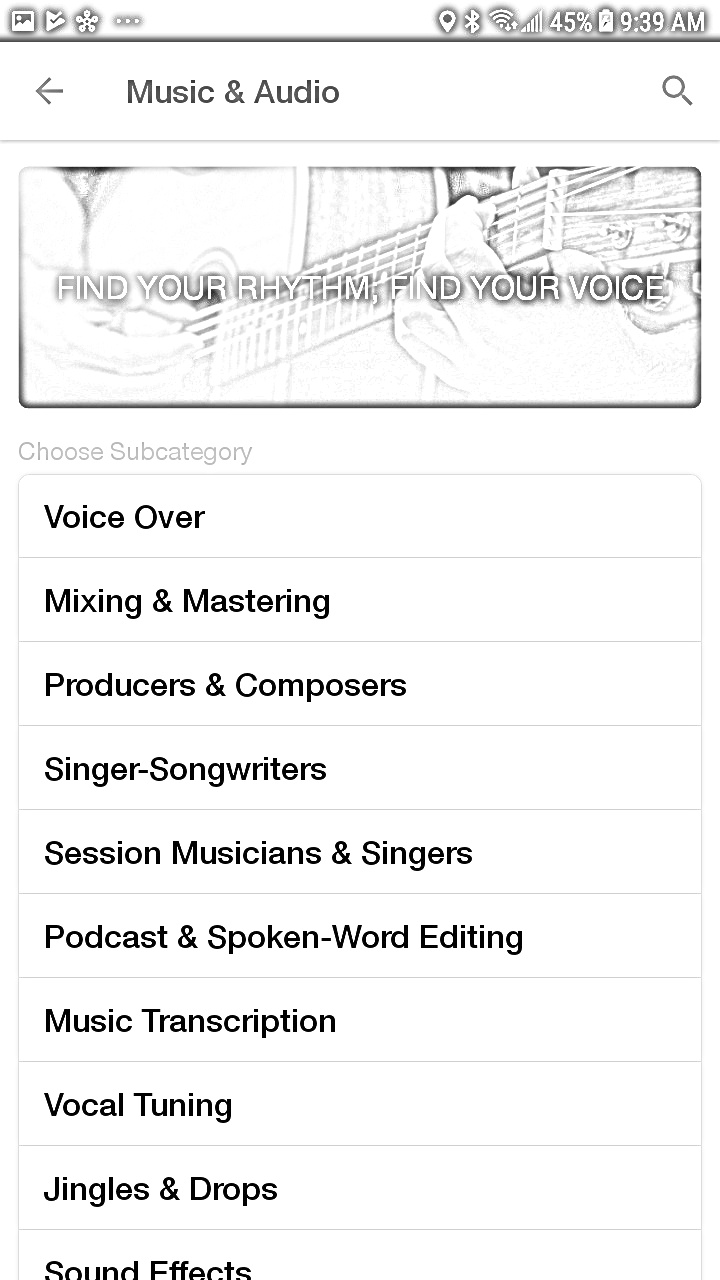 45% 9:39 AM
Music & Audio
FIND YOUR RHYTHM, FIND YOUR VOICE
Choose Subcategory
Voice Over
Mixing & Mastering
Producers & Composers
Singer-Songwriters
Session Musicians & Singers
Podcast & Spoken-Word Editing
Music Transcription
Vocal Tuning
Jingles & Drops
Sound Effects